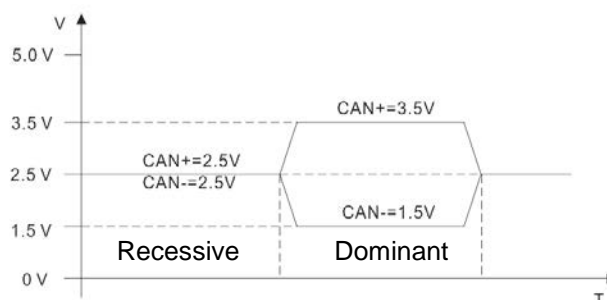 V
5.0 V
3.5 V
CAN+=3.5V
CAN+=2.5V
2.5 V
CAN-=2.5V
CAN-=1.5V
1.5 V
Recessive Dominant
0 V
T